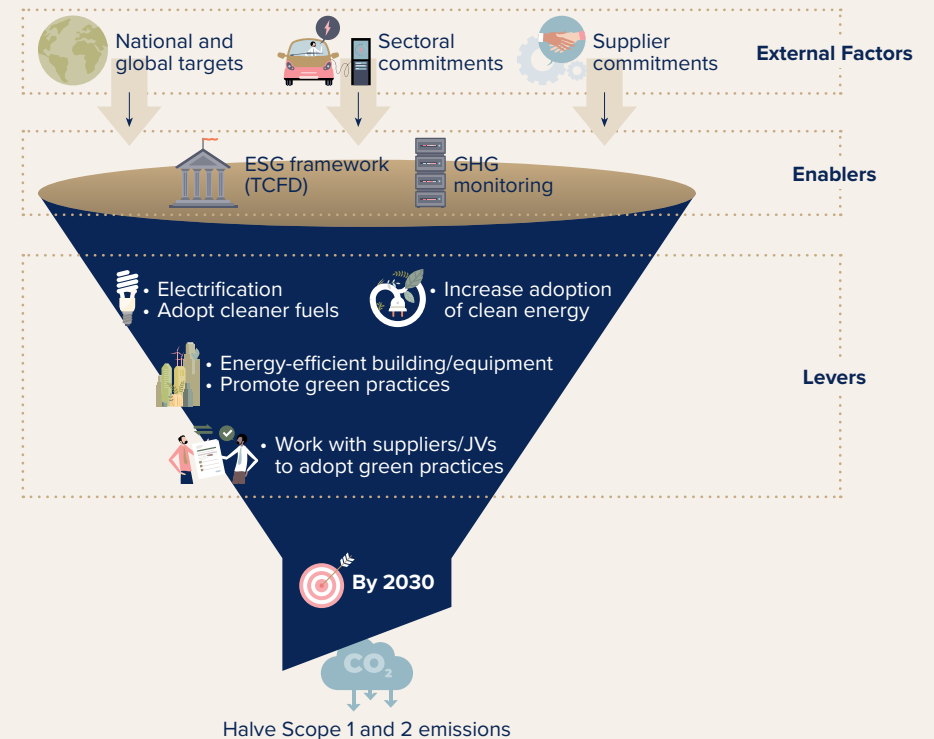 National and
global targets
Sectoral
commitments
Supplier
commitments
External Factors
ESG framework
(TCFD)
GHG
monitoring
Enablers
• Electrification
• Adopt cleaner fuels
• Increase adoption
of clean energy
• Energy-efficient building/equipment
• Promote green practices
Levers
• Work with suppliers/JVs
to adopt green practices
By 2030
CO₂
Halve Scope 1 and 2 emissions